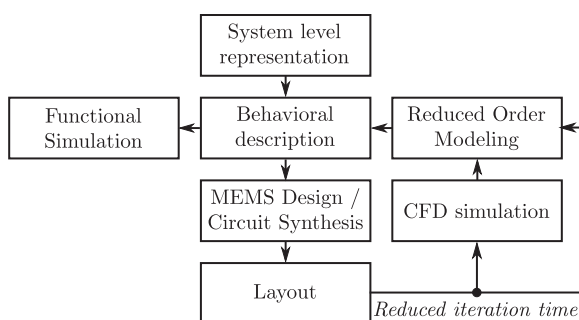 System level
representation
Functional
Simulation
Behavioral
description
Reduced Order
Modeling
MEMS Design /
Circuit Synthesis
CFD simulation
Layout
Reduced iteration time